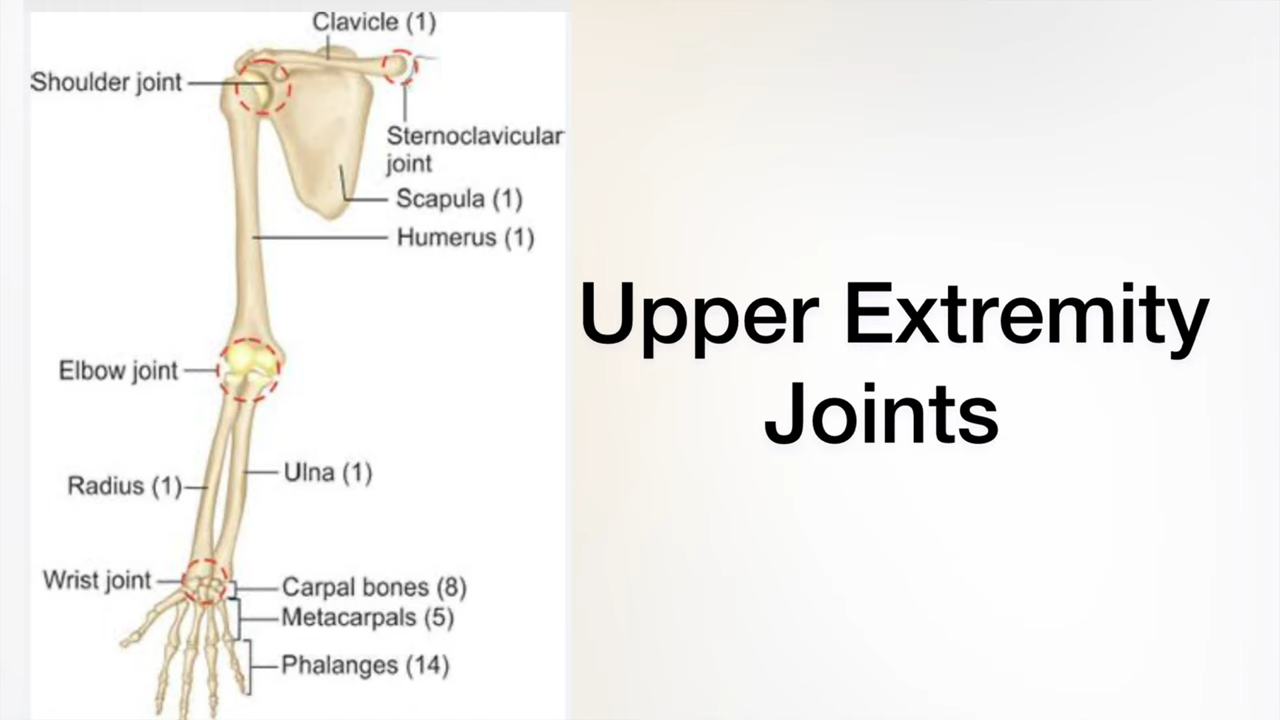 Clavicle (1)
Shoulder joint
Sternoclavicular
joint
Scapula (1)
Humerus (1)
Upper Extremity
Joints
Elbow joint
Ulna (1)
Radius (1)
Wrist joint
Carpal bones (8)
Metacarpals (5)
Phalanges (14)